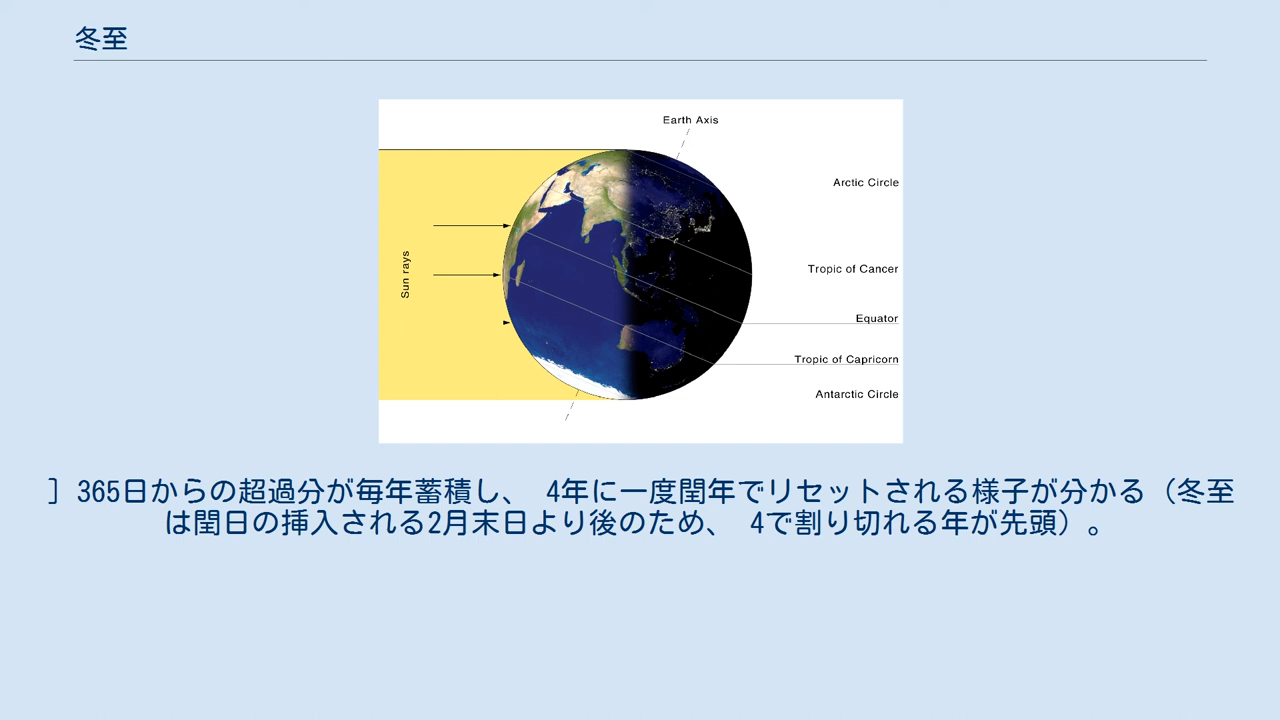 冬至
Earth Axis
Arctic Circle
Sun rays
Tropic of Cancer
Equator
Tropic of Capricorn
Antarctic Circle
］365日からの超過分が毎年蓄積し、 4年に一度閏年でリセットされる様子が分かる（冬至
は閏日の挿入される2月末日より後のため、 4で割り切れる年が先頭）。